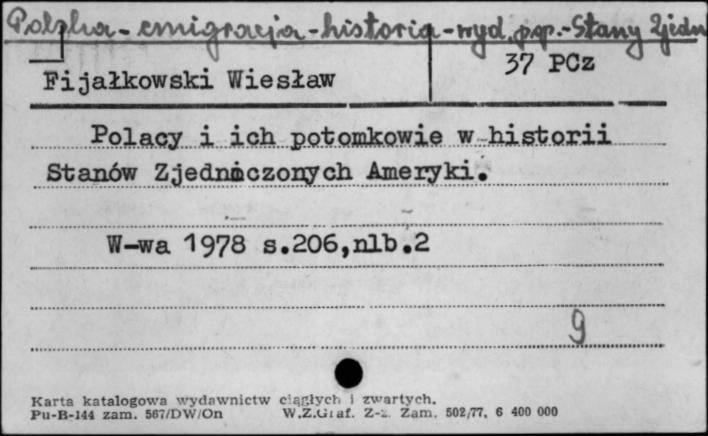 Polska - emigracja - historia - wyd. pop. - Stany Zjedn
37 PCz
Fijałkowski Wiesław
Polacy i ich potomkowie w historii
Stanów Zjednoczonych Ameryki.
W-wa 1978 s.206,nlb.2
9
Karta katalogowa wydawnictw ciągłych i zwartych.
Pu-B-144 zam. 567/DW/On W.Z.Graf. Z-2. Zam. 502/77. 6 400 000